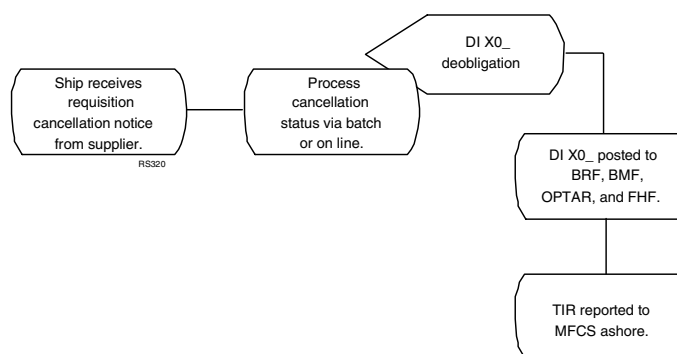 Ship receives
requisition
cancellation notice
from supplier.
RS320
Process
cancellation
status via batch
or on line.
DI X0_
deobligation
DI X0_ posted to
BRF, BMF,
OPTAR, and FHF.
TIR reported to
MFCS ashore.